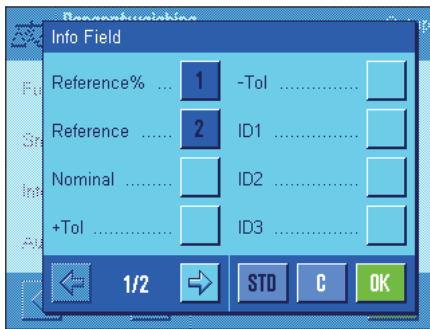 Info Field
Reference% ... 1
Reference ...... 2
Nominal ........
+Tol ..............
-Tol ..............
ID1 ...............
ID2 ...............
ID3 ...............
1/2
STD
C
OK